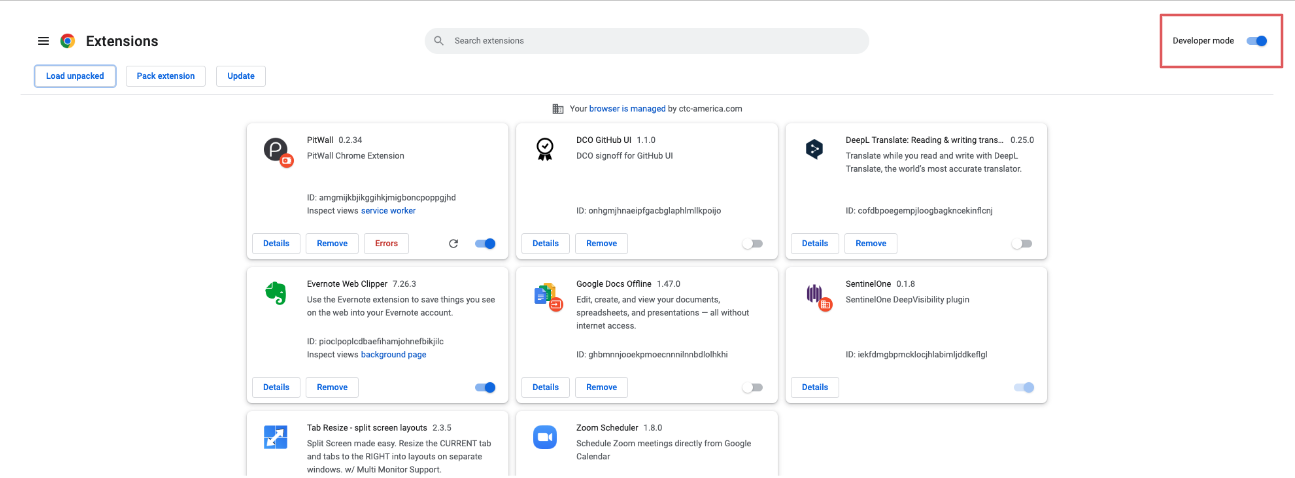 Extensions
Search extensions
Developer mode
Load unpacked
Pack extension
Update
Your browser is managed by ctc-america.com
PitWall 0.2.34
PitWall Chrome Extension
ID: amgmijkbjikggihkjmigboncpoppgjhd
Inspect views service worker
Details
Remove
Errors
DCO GitHub UI 1.1.0
DCO signoff for GitHub UI
ID: onhgmjhnaeipfgacbglaphlmllkpoijo
Details
Remove
DeepL Translate: Reading & writing trans... 0.25.0
Translate while you read and write with DeepL
Translate, the world's most accurate translator.
ID: cofdbpoegempjloogbagkncekinflcnj
Details
Remove
Evernote Web Clipper 7.26.3
Use the Evernote extension to save things you see
on the web into your Evernote account.
ID: pioclpoplcdbaefihamjohnefbikjilc
Inspect views background page
Details
Remove
Google Docs Offline 1.47.0
Edit, create, and view your documents,
spreadsheets, and presentations — all without
internet access.
ID: ghbmnnjooekpmoecnnnilnnbdlolhkhi
Details
Remove
SentinelOne 0.1.8
SentinelOne DeepVisibility plugin
ID: iekfdmgbpmcklocjhlabimljddkeflgl
Details
Tab Resize - split screen layouts 2.3.5
Split Screen made easy. Resize the CURRENT tab
and tabs to the RIGHT into layouts on separate
windows. w/ Multi Monitor Support.
Zoom Scheduler 1.8.0
Schedule Zoom meetings directly from Google
Calendar